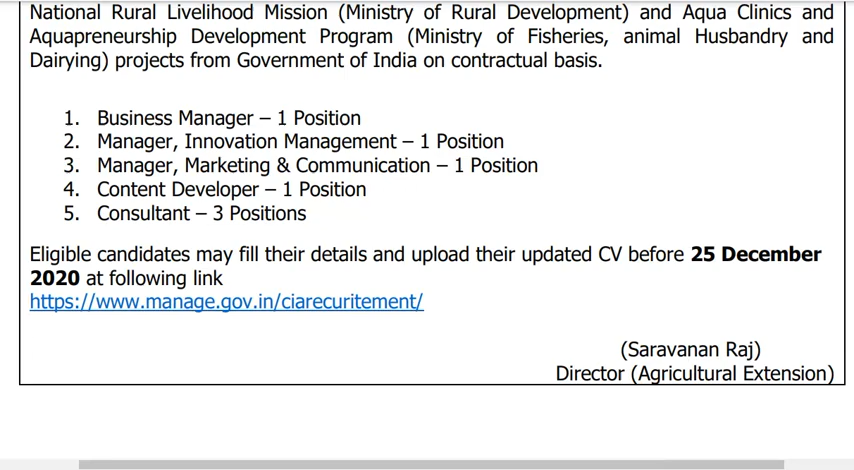 National Rural Livelihood Mission (Ministry of Rural Development) and Aqua Clinics and
Aquapreneurship Development Program (Ministry of Fisheries, animal Husbandry and
Dairying) projects from Government of India on contractual basis.
1. Business Manager – 1 Position
2. Manager, Innovation Management – 1 Position
3. Manager, Marketing & Communication – 1 Position
4. Content Developer – 1 Position
5. Consultant – 3 Positions
Eligible candidates may fill their details and upload their updated CV before 25 December
2020 at following link
https://www.manage.gov.in/ciarecuritement/
(Saravanan Raj)
Director (Agricultural Extension)